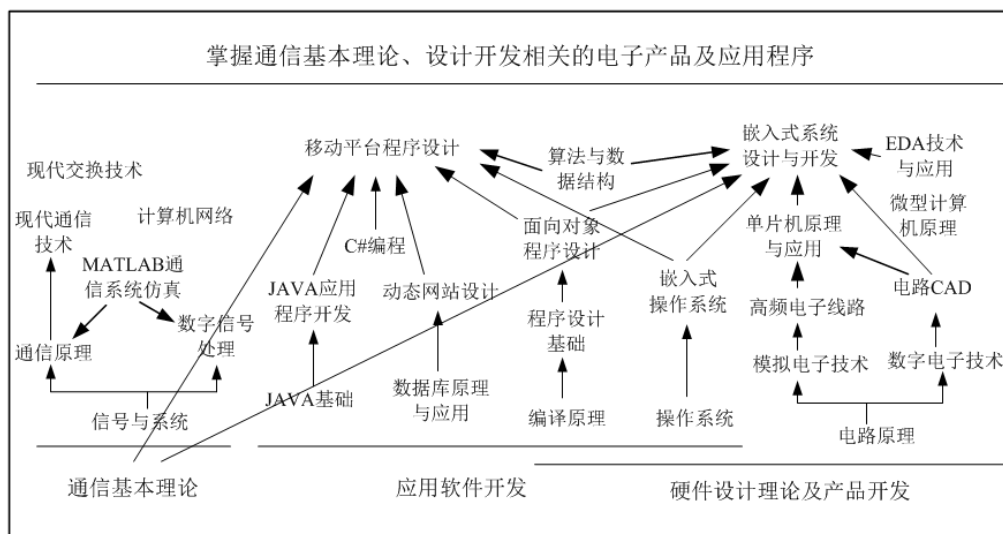 掌握通信基本理论、设计开发相关的电子产品及应用程序
移动平台程序设计
算法与数
据结构
嵌入式系统
设计与开发
EDA技术
与应用
现代交换技术
现代通信
技术
计算机网络
C#编程
面向对象
程序设计
单片机原理
与应用
微型计算
机原理
MATLAB通
信系统仿真
JAVA应用
程序开发
动态网站设计
嵌入式
操作系统
电路CAD
高频电子线路
程序设计
基础
数字信号
处理
通信原理
模拟电子技术
数字电子技术
JAVA基础
数据库原理
与应用
编译原理
操作系统
信号与系统
电路原理
通信基本理论
应用软件开发
硬件设计理论及产品开发